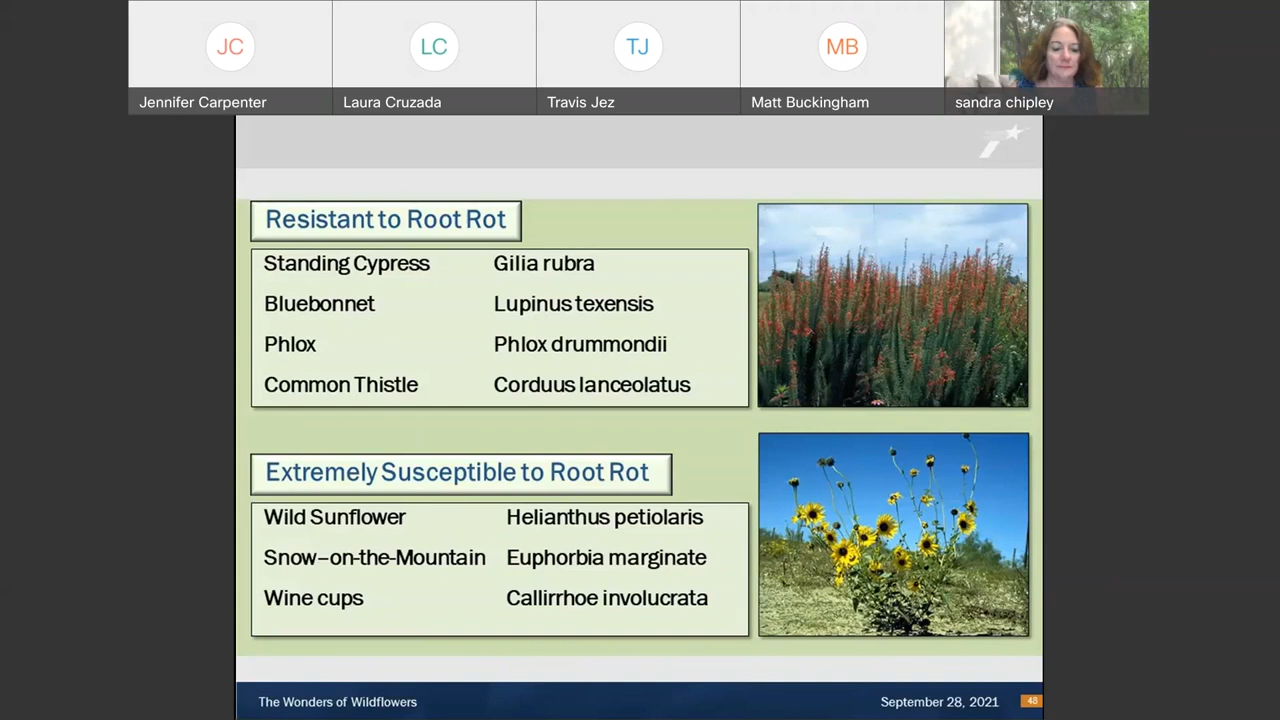 JC
LC
TJ
MB
Jennifer Carpenter
Laura Cruzada
Travis Jez
Matt Buckingham
sandra chipley
Resistant to Root Rot
Standing Cypress Gilia rubra
Bluebonnet Lupinus texensis
Phlox Phlox drummondii
Common Thistle Corduus lanceolatus
Extremely Susceptible to Root Rot
Wild Sunflower Helianthus petiolaris
Snow–on-the-Mountain Euphorbia marginate
Wine cups Callirrhoe involucrata
The Wonders of Wildflowers September 28, 2021 48